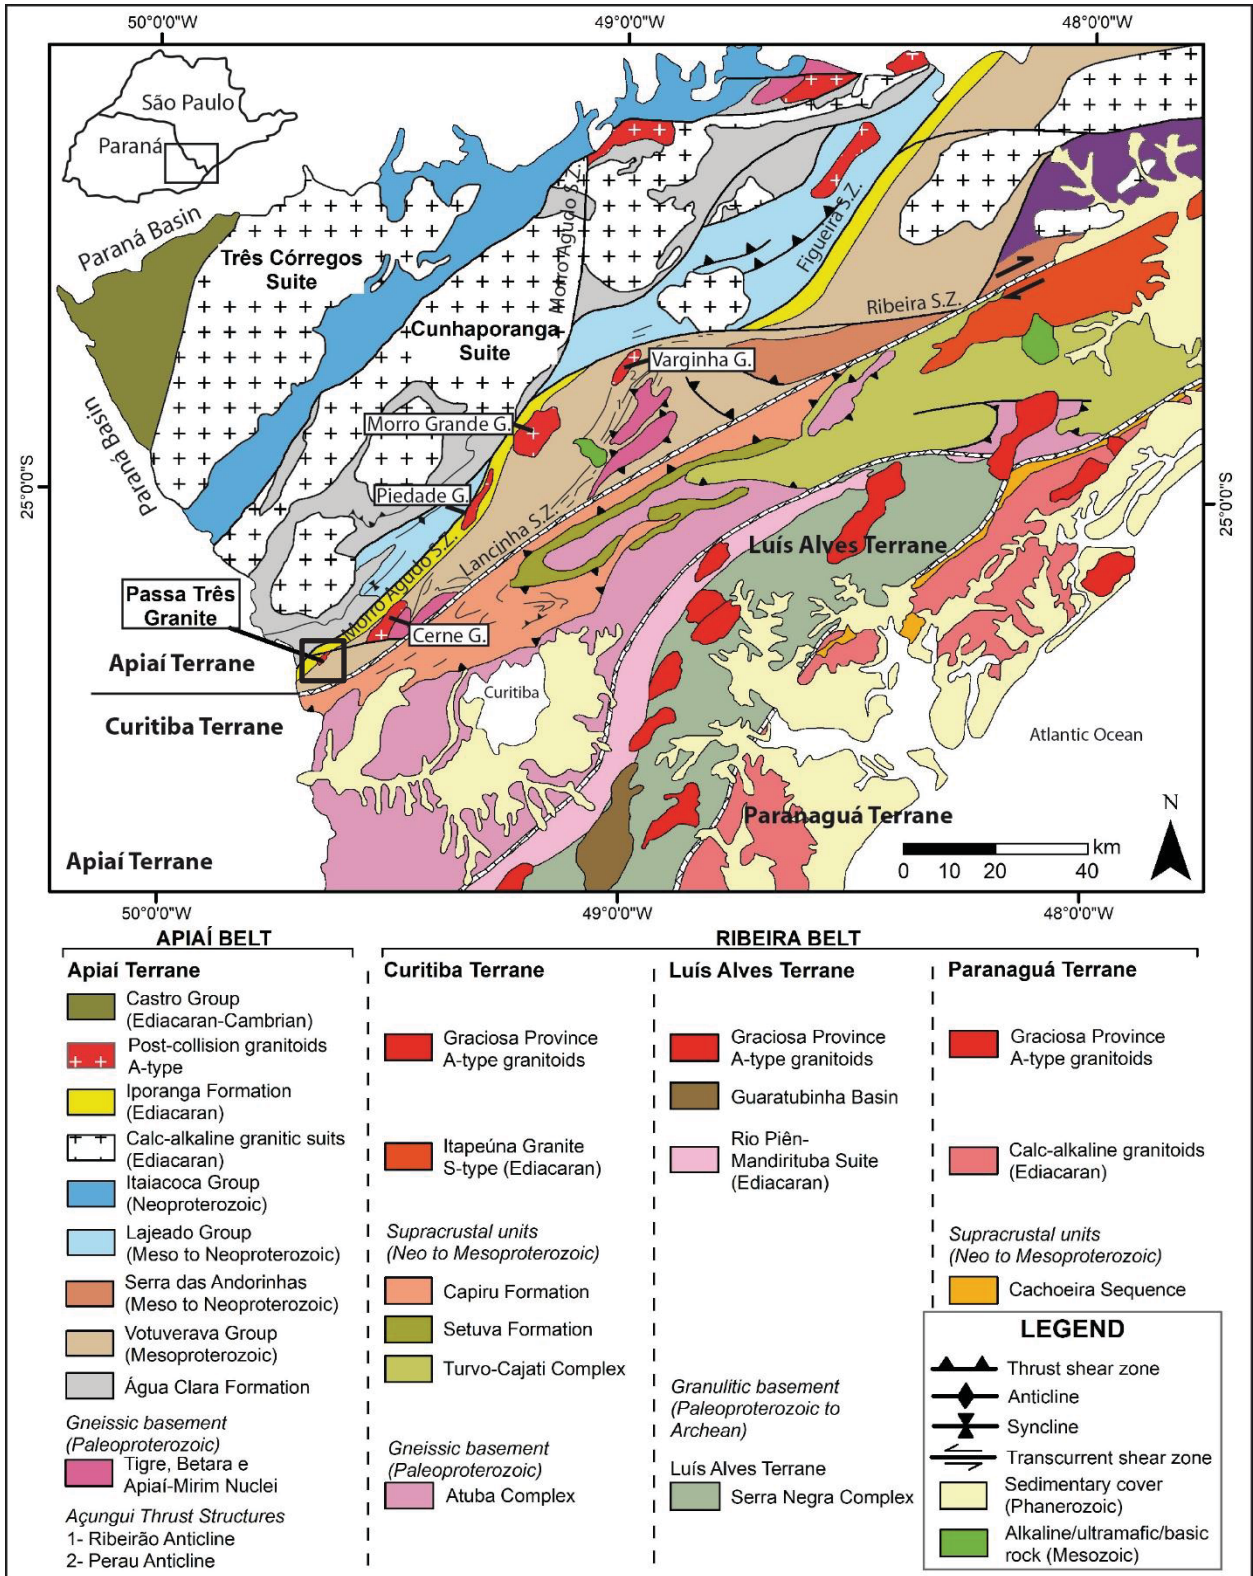 50°0'0"W
49°0'0"W
48°0'0"W
São Paulo
Paraná
Paraná Basin
Três Córregos
Suite
Morro Agudo S.Z.
Figueira S.Z.
Cunhaporanga
Suite
Ribeira S.Z.
Varginha G.
Paraná Basin
Morro Grande G.
1
2
25°0'0"S
25°0'0"S
Piedade G.
Lancinha S.Z.
Luís Alves Terrane
Morro Agudo S.Z.
Passa Três
Granite
Cerne G.
Apiaí Terrane
Curitiba
Curitiba Terrane
Atlantic Ocean
N
Paranaguá Terrane
Apiaí Terrane
km
0 10 20 40
50°0'0"W
49°0'0"W
48°0'0"W
APIAÍ BELT
RIBEIRA BELT
Apiaí Terrane
Castro Group
(Ediacaran-Cambrian)
Post-collision granitoids
A-type
Iporanga Formation
(Ediacaran)
Calc-alkaline granitic suits
(Ediacaran)
Itaiacoca Group
(Neoproterozoic)
Lajeado Group
(Meso to Neoproterozoic)
Serra das Andorinhas
(Meso to Neoproterozoic)
Votuverava Group
(Mesoproterozoic)
Água Clara Formation
Gneissic basement
(Paleoproterozoic)
Tigre, Betara e
Apiaí-Mirim Nuclei
Açungui Thrust Structures
1- Ribeirão Anticline
2- Perau Anticline
Curitiba Terrane
Graciosa Province
A-type granitoids
Itapeúna Granite
S-type (Ediacaran)
Supracrustal units
(Neo to Mesoproterozoic)
Capiru Formation
Setuva Formation
Turvo-Cajati Complex
Gneissic basement
(Paleoproterozoic)
Atuba Complex
Luís Alves Terrane
Graciosa Province
A-type granitoids
Guaratubinha Basin
Rio Piên-
Mandirituba Suite
(Ediacaran)
Granulitic basement
(Paleoproterozoic to
Archean)
Luís Alves Terrane
Serra Negra Complex
Paranaguá Terrane
Graciosa Province
A-type granitoids
Calc-alkaline granitoids
(Ediacaran)
Supracrustal units
(Neo to Mesoproterozoic)
Cachoeira Sequence
LEGEND
Thrust shear zone
Anticline
Syncline
Transcurrent shear zone
Sedimentary cover
(Phanerozoic)
Alkaline/ultramafic/basic
rock (Mesozoic)